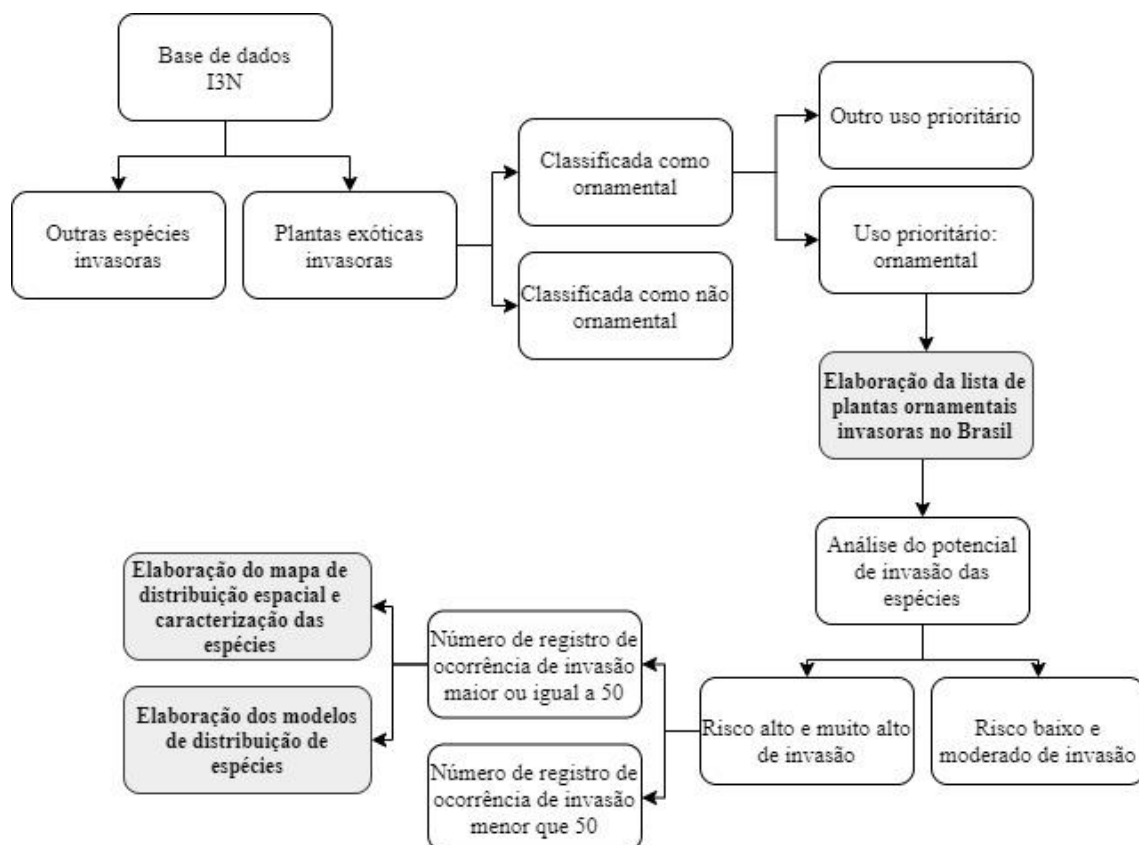 Base de dados
I3N
Outras espécies
invasoras
Plantas exóticas
invasoras
Classificada como
ornamental
Classificada como não
ornamental
Outro uso prioritário
Uso prioritário:
ornamental
Elaboração da lista de
plantas ornamentais
invasoras no Brasil
Análise do potencial
de invasão das
espécies
Risco alto e muito alto
de invasão
Risco baixo e
moderado de invasão
Número de registro de
ocorrência de invasão
maior ou igual a 50
Número de registro de
ocorrência de invasão
menor que 50
Elaboração do mapa de
distribuição espacial e
caracterização das
espécies
Elaboração dos modelos
de distribuição de
espécies